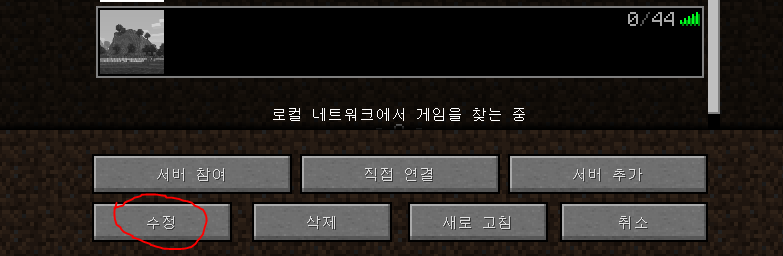 0/44
로컬 네트워크에서 게임을 찾는 중
서버 참여 직접 연결 서버 추가
수정 삭제 새로 고침 취소